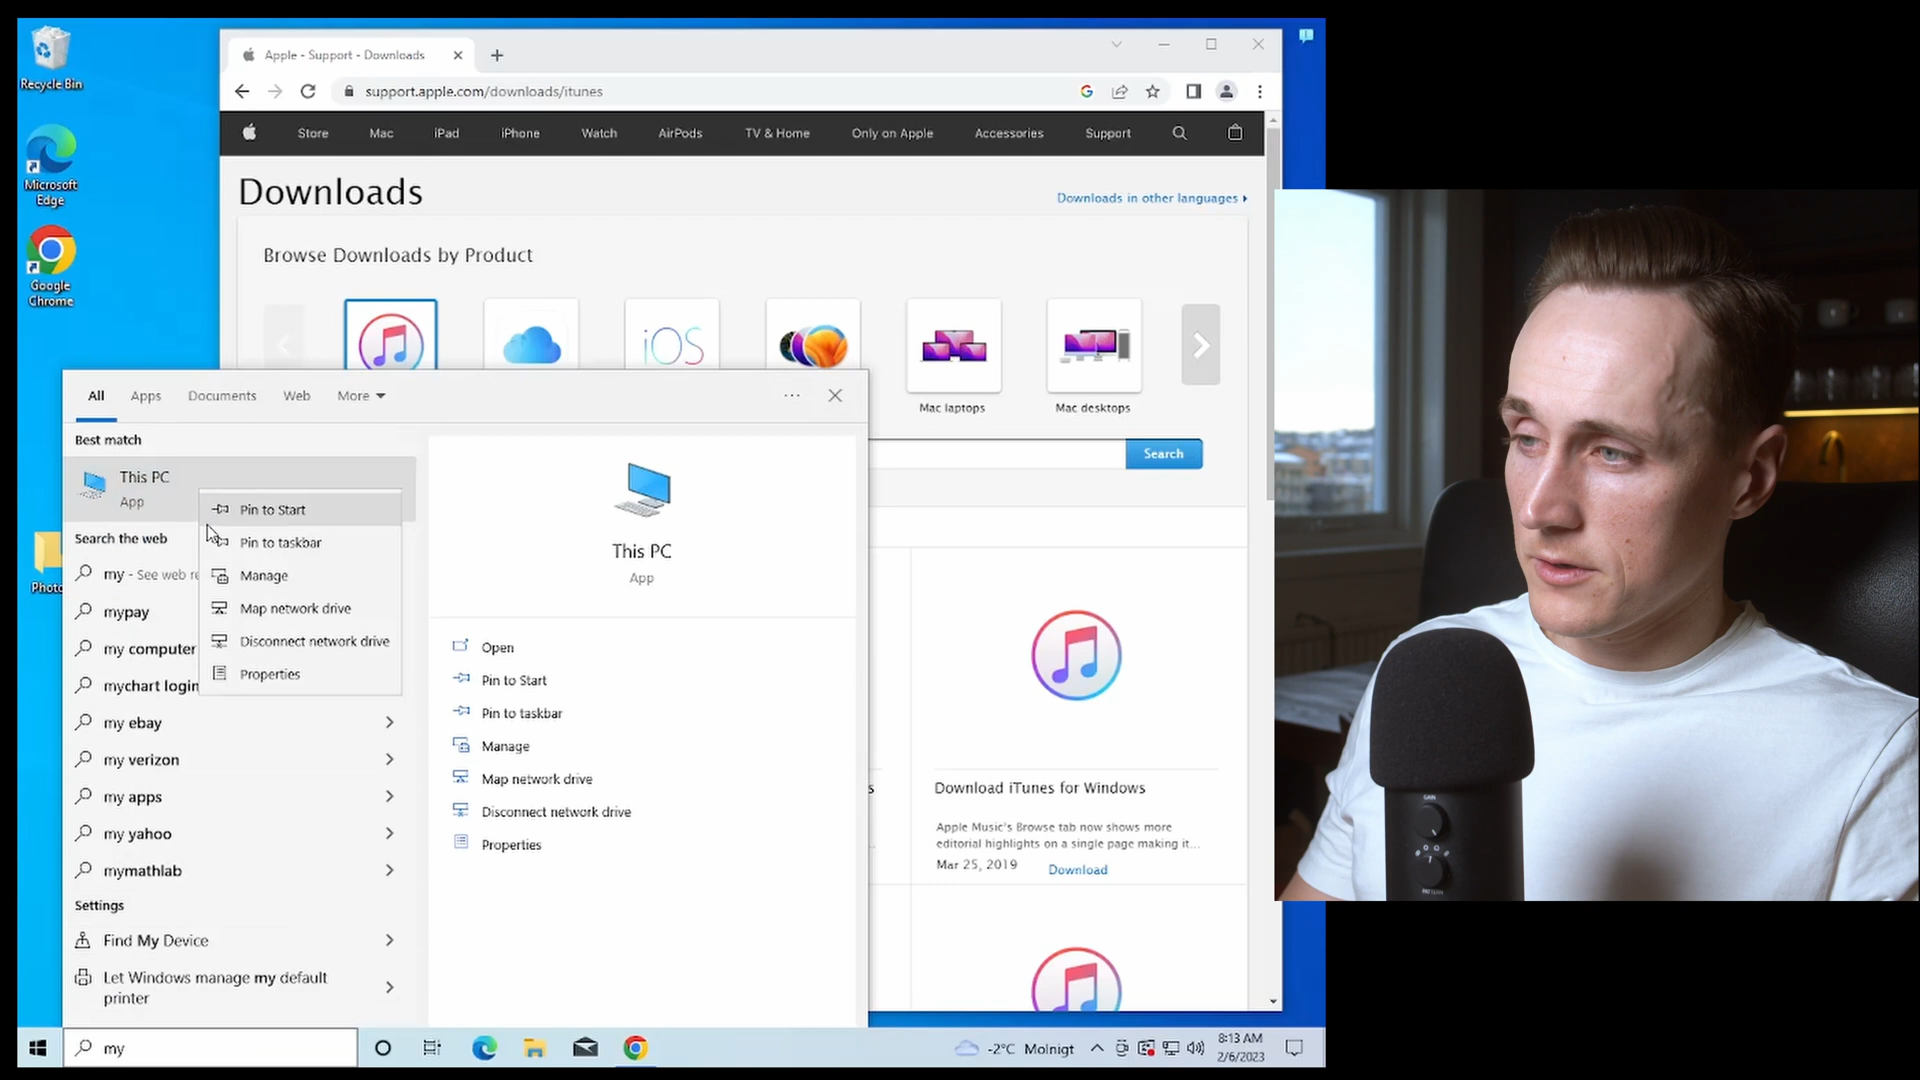 Recycle Bin
Microsoft
Edge
Google
Chrome
Apple - Support - Downloads
support.apple.com/downloads/itunes
Store Mac iPad iPhone Watch AirPods TV & Home Only on Apple Accessories Support
Downloads
Downloads in other languages
Browse Downloads by Product
iOS
Mac laptops
Mac desktops
Search
All Apps Documents Web More
Best match
This PC
App
Search the web
my - See web re
mypay
my computer
mychart login
my ebay
my verizon
my apps
my yahoo
mymathlab
Settings
Find My Device
Let Windows manage my default
printer
Pin to Start
Pin to taskbar
Manage
Map network drive
Disconnect network drive
Properties
This PC
App
Open
Pin to Start
Pin to taskbar
Manage
Map network drive
Disconnect network drive
Properties
s
Download iTunes for Windows
Apple Music's Browse tab now shows more
editorial highlights on a single page making it...
Mar 25, 2019 Download
Photo
my
-2°C Molnigt
8:13 AM
2/6/2023
GAIN
PATTERN